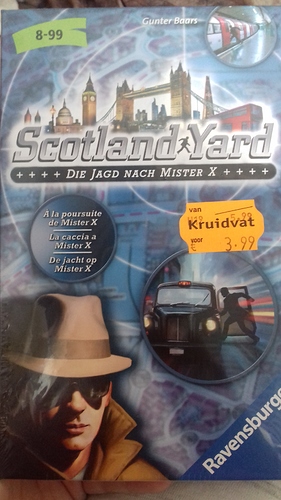 Gunter Baars
8-99
Scotland Yard
++++ DIE JAGD NACH MISTER X ++++
A la poursuite
de Mister X
La caccia a
Mister X
De jacht op
Mister X
van
Kruidvat
voor
€ 3.99
Ravensburge